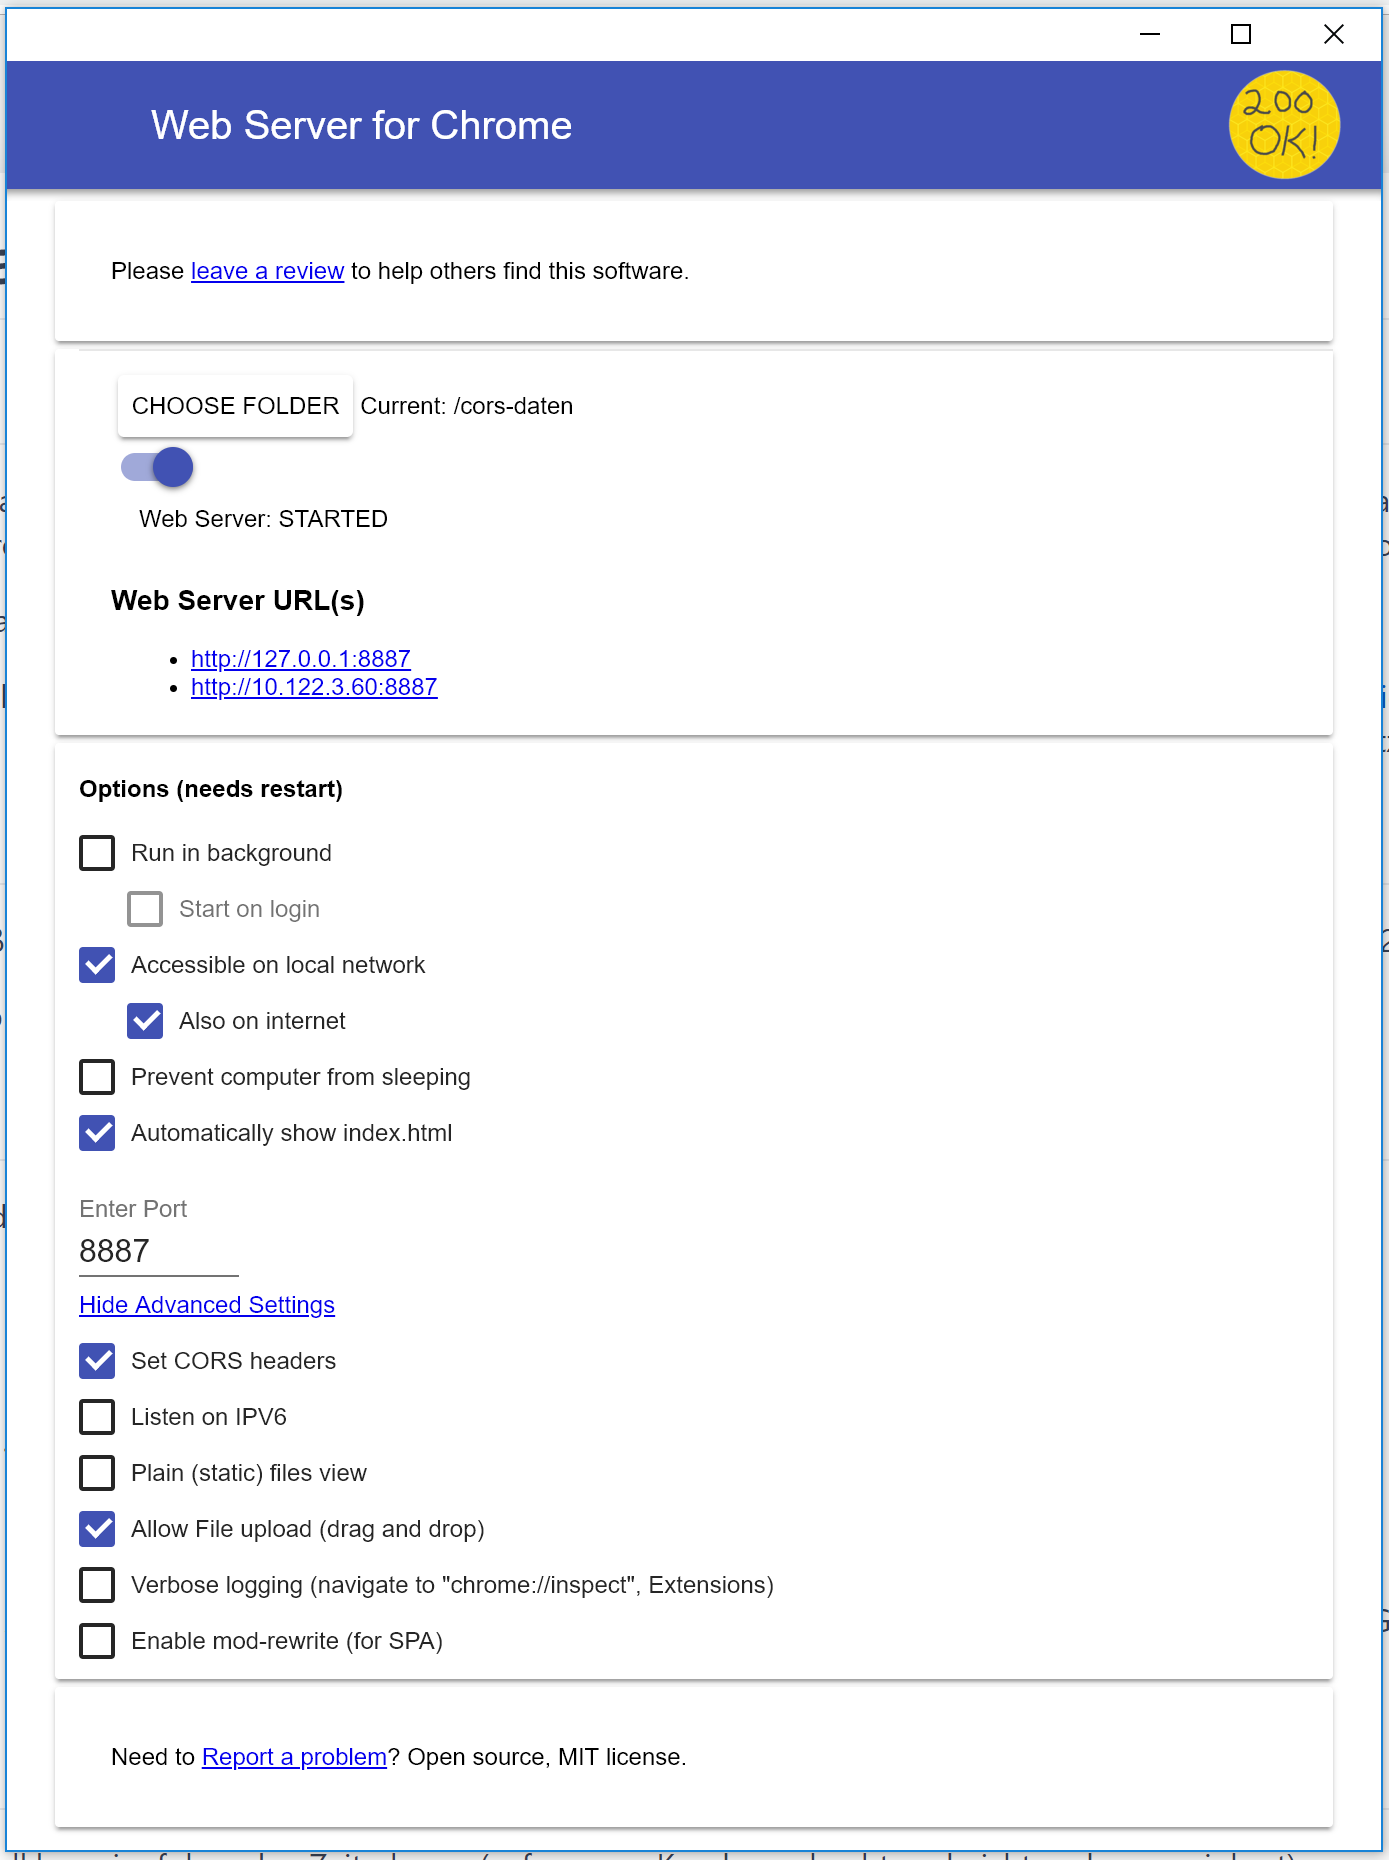 Web Server for Chrome
200
OK!
Please leave a review to help others find this software.
CHOOSE FOLDER Current: /cors-daten
Web Server: STARTED
Web Server URL(s)
http://127.0.0.1:8887
http://10.122.3.60:8887
Options (needs restart)
Run in background
Start on login
Accessible on local network
Also on internet
Prevent computer from sleeping
Automatically show index.html
Enter Port
8887
Hide Advanced Settings
Set CORS headers
Listen on IPV6
Plain (static) files view
Allow File upload (drag and drop)
Verbose logging (navigate to "chrome://inspect", Extensions)
Enable mod-rewrite (for SPA)
Need to Report a problem? Open source, MIT license.